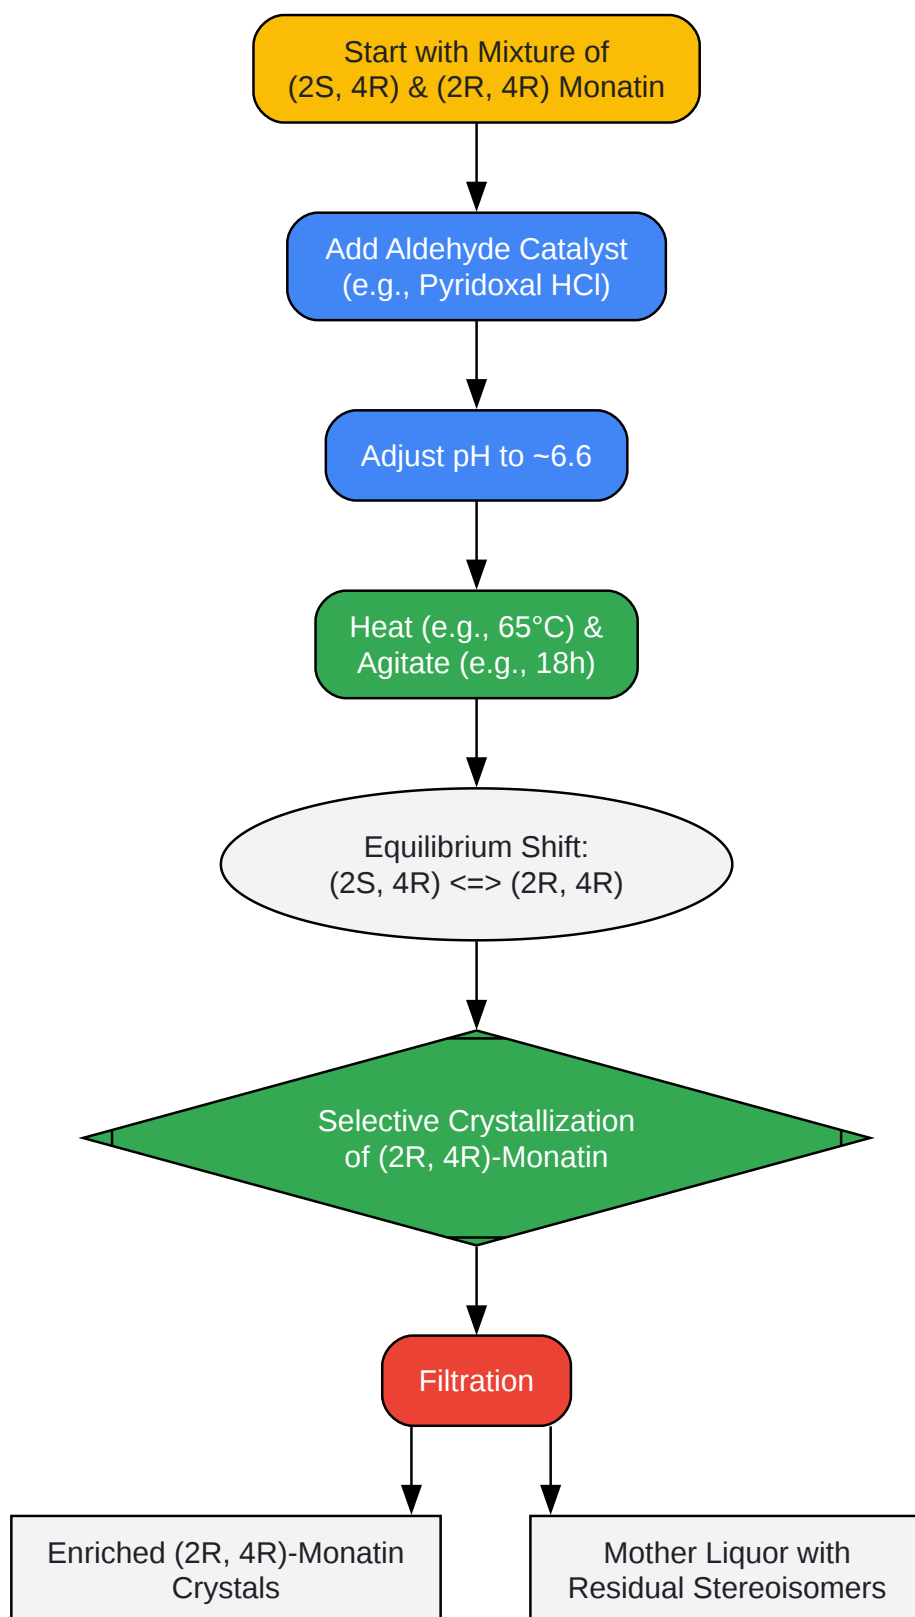 Start with Mixture of
(2S, 4R) & (2R, 4R) Monatin
Add Aldehyde Catalyst
(e.g., Pyridoxal HCl)
Adjust pH to ~6.6
Heat (e.g., 65°C) &
Agitate (e.g., 18h)
Equilibrium Shift:
(2S, 4R) <=> (2R, 4R)
Selective Crystallization
of (2R, 4R)-Monatin
Filtration
Enriched (2R, 4R)-Monatin
Crystals
Mother Liquor with
Residual Stereoisomers